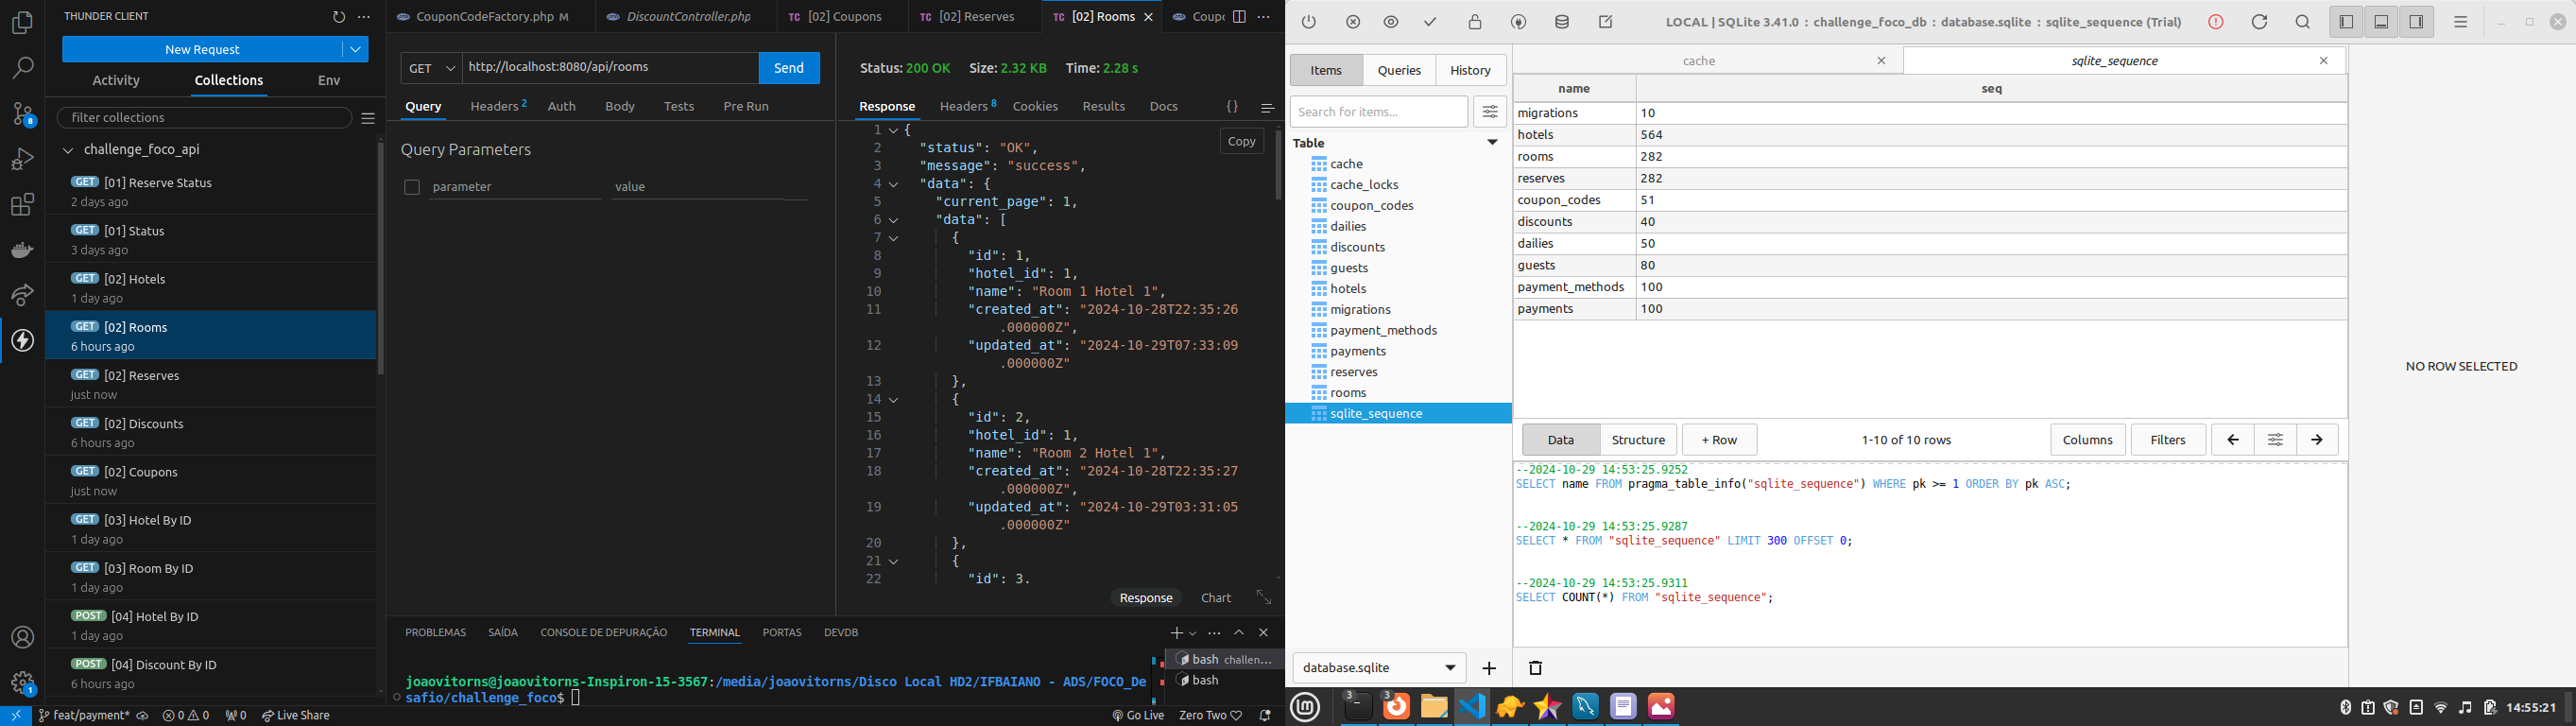 THUNDER CLIENT
New Request
Activity
Collections
Env
filter collections
challenge_foco_api
GET [01] Reserve Status
2 days ago
GET [01] Status
3 days ago
GET [02] Hotels
1 day ago
GET [02] Rooms
6 hours ago
GET [02] Reserves
just now
GET [02] Discounts
6 hours ago
GET [02] Coupons
just now
GET [03] Hotel By ID
1 day ago
GET [03] Room By ID
1 day ago
POST [04] Hotel By ID
1 day ago
POST [04] Discount By ID
6 hours ago
8
1
CouponCodeFactory.php M
DiscountController.php
TC [02] Coupons
TC [02] Reserves
TC [02] Rooms
GET
http://localhost:8080/api/rooms
Send
Query
Headers 2
Auth
Body
Tests
Pre Run
Query Parameters
parameter
value
Status: 200 OK Size: 2.32 KB Time: 2.28 s
Response
Headers 8
Cookies
Results
Docs
{}
Copy
1 {
2 "status": "OK",
3 "message": "success",
4 "data": {
5 "current_page": 1,
6 "data": [
7 {
8 "id": 1,
9 "hotel_id": 1,
10 "name": "Room 1 Hotel 1",
11 "created_at": "2024-10-28T22:35:26
.000000Z",
12 "updated_at": "2024-10-29T07:33:09
.000000Z"
13 },
14 {
15 "id": 2,
16 "hotel_id": 1,
17 "name": "Room 2 Hotel 1",
18 "created_at": "2024-10-28T22:35:27
.000000Z",
19 "updated_at": "2024-10-29T03:31:05
.000000Z"
20 },
21 {
22 "id": 3,
Response
Chart
PROBLEMAS
SAÍDA
CONSOLE DE DEPURAÇÃO
TERMINAL
PORTAS
DEVDB
joaovitorns@joaovitorns-Inspiron-15-3567:/media/joaovitorns/Disco Local HD2/IFBAIANO - ADS/FOCO_De
safio/challenge_foco$
bash challen...
bash
feat/payment*
0 0
0
Live Share
Go Live
Zero Two
LOCAL | SQLite 3.41.0 : challenge_foco_db : database.sqlite : sqlite_sequence (Trial)
Items
Queries
History
Search for items...
Table
cache
cache_locks
coupon_codes
dailies
discounts
guests
hotels
migrations
payment_methods
payments
reserves
rooms
sqlite_sequence
database.sqlite
cache
sqlite_sequence
name seq
migrations 10
hotels 564
rooms 282
reserves 282
coupon_codes 51
discounts 40
dailies 50
guests 80
payment_methods 100
payments 100
Data
Structure
+ Row
1-10 of 10 rows
Columns
Filters
--2024-10-29 14:53:25.9252
SELECT name FROM pragma_table_info("sqlite_sequence") WHERE pk >= 1 ORDER BY pk ASC;
--2024-10-29 14:53:25.9287
SELECT * FROM "sqlite_sequence" LIMIT 300 OFFSET 0;
--2024-10-29 14:53:25.9311
SELECT COUNT(*) FROM "sqlite_sequence";
NO ROW SELECTED
3
3
14:55:21